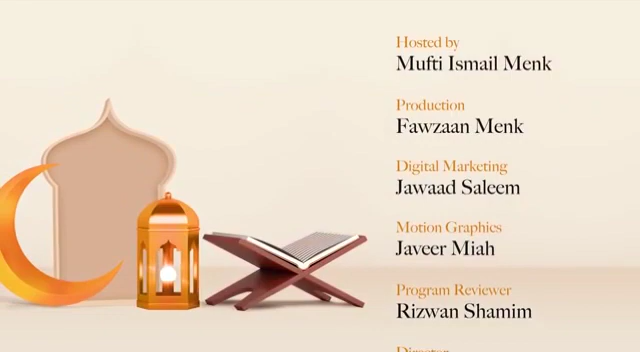 Hosted by
Mufti Ismail Menk
Production
Fawzaan Menk
Digital Marketing
Jawaad Saleem
Motion Graphics
Javeer Miah
Program Reviewer
Rizwan Shamim
Director